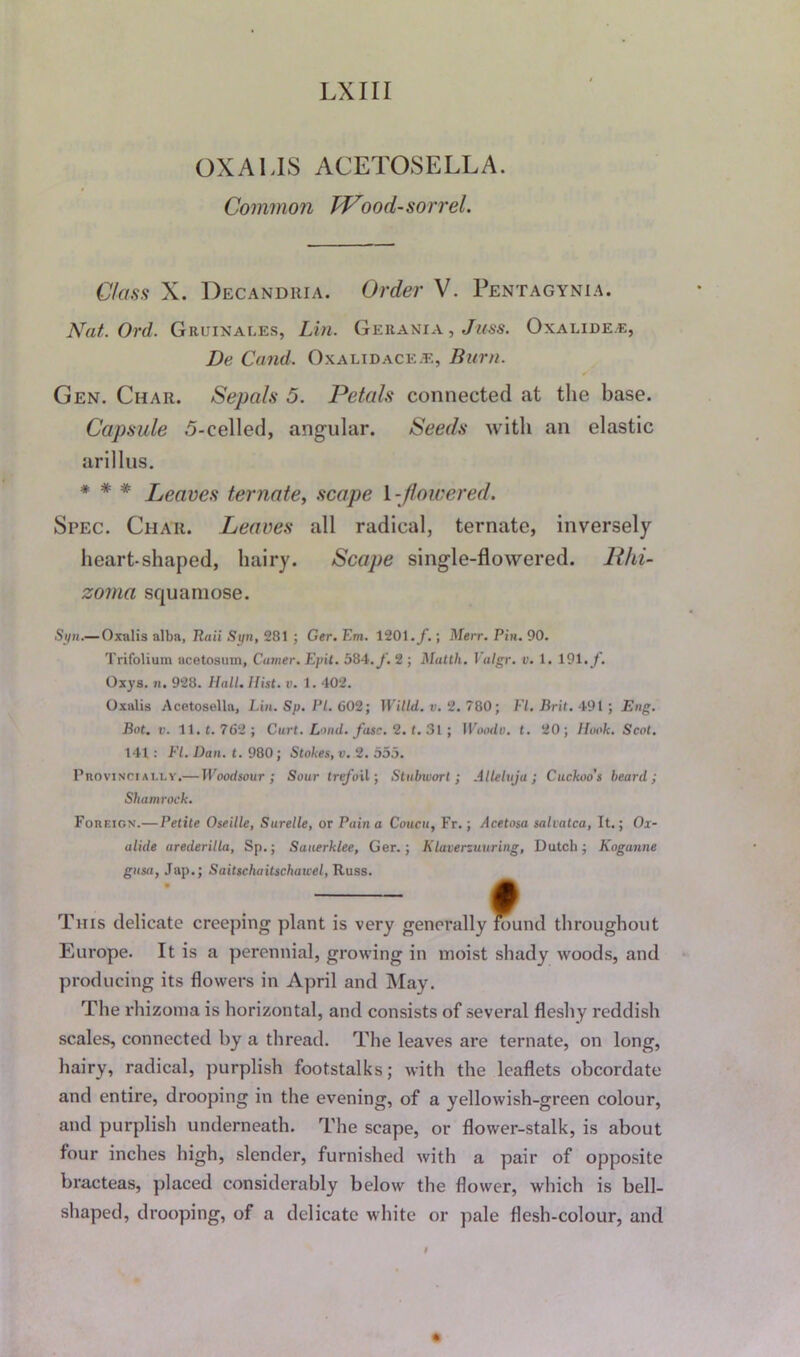 LXIII
OXALIS ACETOSELLA.
Common Wood-sorrel.
Class X. Decandria. Order V. Pentagynia.
Nat. Ord. Gruinales, Lin. Gerania, Juss. Oxalideæ,
De Cand. Oxalidaceæ, Burn.
Gen. Char. Sepals 5. Petals connected at the base.
Capsule 5-celled, angular. Seeds with an elastic
arillus.
* * * Leaves ternate, scape 1-flowered.
Spec. Char. Leaves all radical, ternate, inversely
heart-shaped, hairy. Scape single-flowered. Rhi-
zoma squamose.
Syn.—Oxalis alba, Raii Syn, 281; Ger. Em. 1201. f.; Merr. Pin. 90.
Trifolium acetosum, Camer. Epit. 584. f. 2; Matth. Valgr. v. 1. 191. f.
Oxys. n. 928. Hall. Hist. v. 1. 402.
Oxalis Acetosella, Lin. Sp. Pl. 602; Willd. v. 2. 780; Fl. Brit. 491; Eng.
Bot. v. 11. t. 762; Curt. Lond. fasc. 2. t. 31; Woodv. t. 20; Hook. Scot.
141: Fl. Dan. t. 980; Stokes, v. 2. 555.
Provincially.—Woodsour; Sour trefoil; Stubwort; Alleluja; Cuckoo's beard;
Shamrock.
Foreign.—Petite Oseille, Surelle, or Pain a Coucu, Fr.; Acetosa salvatca, It.; Ox-
alide arederilla, Sp.; Sauerklee, Ger.; Klaverzuuring, Dutch; Koganne
gusa, Jap.; Saitschaitschawel, Russ.
This delicate creeping plant is very generally found throughout
Europe. It is a perennial, growing in moist shady woods, and
producing its flowers in April and May.
The rhizoma is horizontal, and consists of several fleshy reddish
scales, connected by a thread. The leaves are ternate, on long,
hairy, radical, purplish footstalks; with the leaflets obcordate
and entire, drooping in the evening, of a yellowish-green colour,
and purplish underneath. The scape, or flower-stalk, is about
four inches high, slender, furnished with a pair of opposite
bracteas, placed considerably below the flower, which is bell-
shaped, drooping, of a delicate white or pale flesh-colour, and